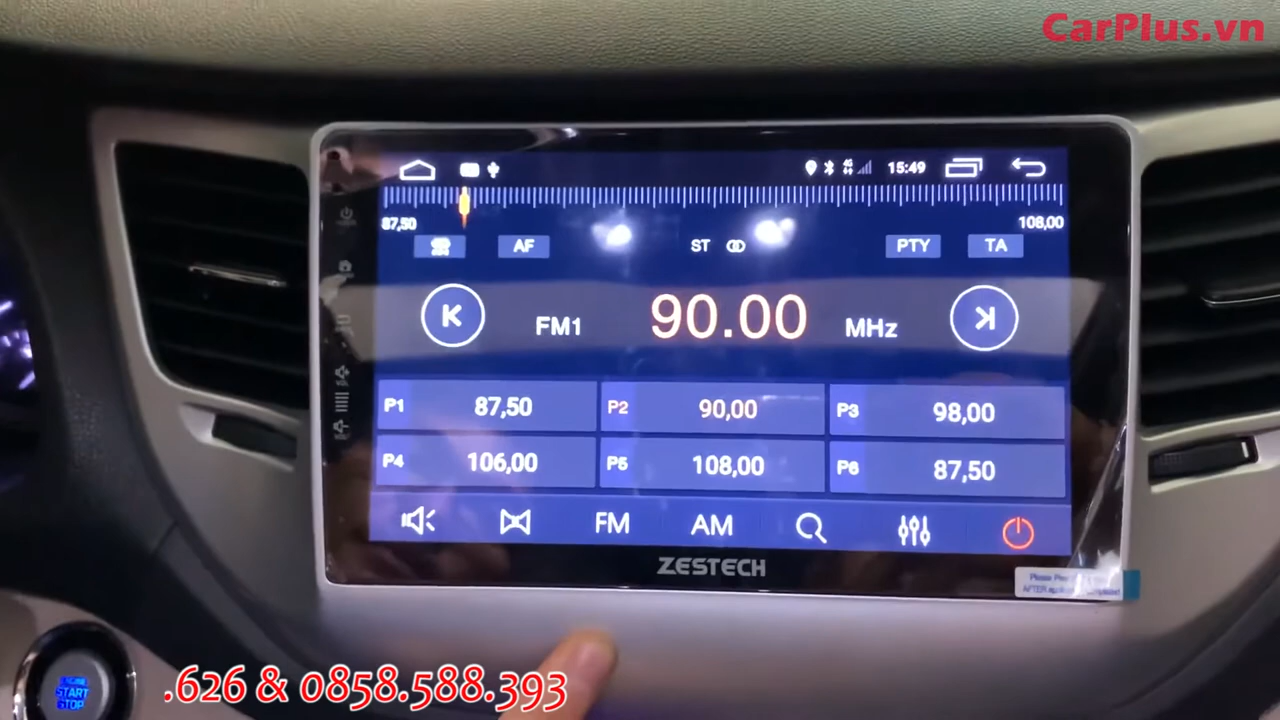 CarPlus.vn
15:49
87,50
108,00
AF
ST
PTY
TA
FM1
90.00
MHz
P1 87,50
P2 90,00
P3 98,00
P4 106,00
P5 108,00
P6 87,50
FM
AM
ZESTECH
Please
AFTER
START
STOP
.626 & 0858.588.393